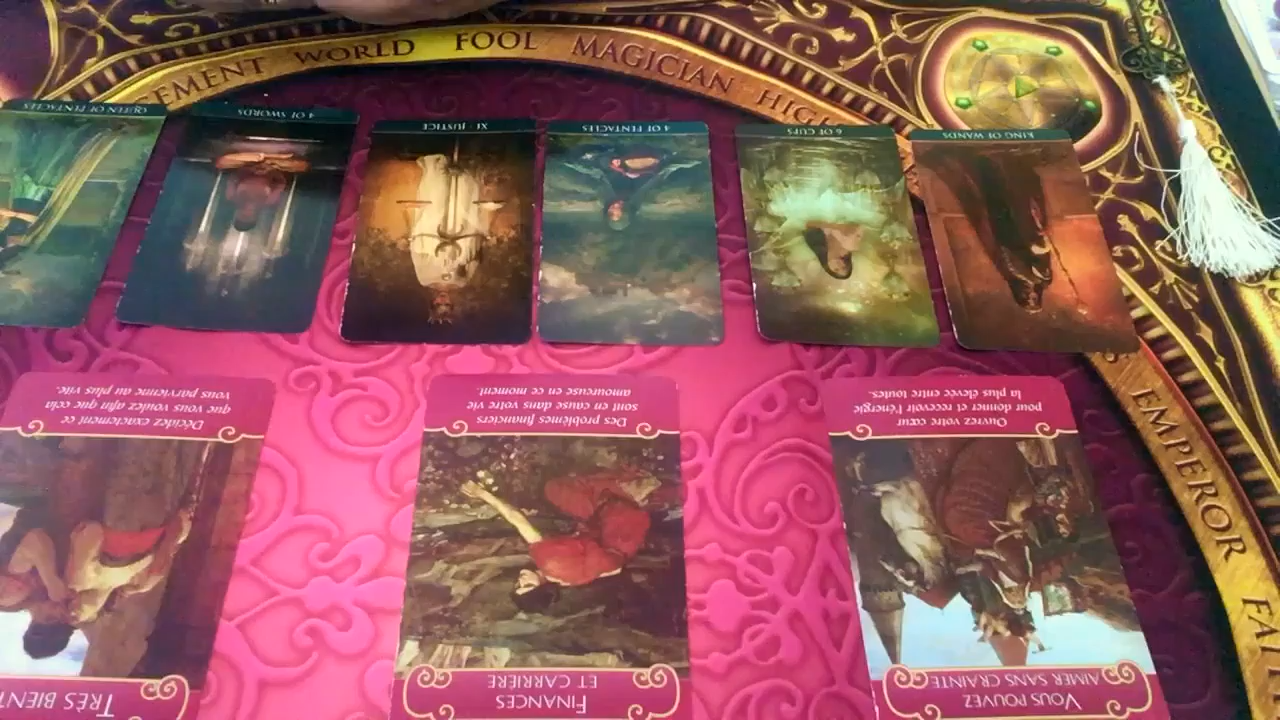 EMENT WORLD FOOL MAGICIAN HIGH
EMPEROR FAIT
QUEEN OF PENTACLES
4 OF SWORDS
XI - JUSTICE
4 OF PENTACLES
6 OF CUPS
KING OF WANDS
Décidez exactement ce
que vous voulez afin que cela
vous parvienne au plus vite.
TRÈS BIENT
Des problèmes financiers
sont en cause dans votre vie
amoureuse en ce moment.
FINANCES
ET CARRIÈRE
Ouvrez votre cœur
pour donner et recevoir l'énergie
la plus élevée entre toutes.
VOUS POUVEZ
AIMER SANS CRAINTE